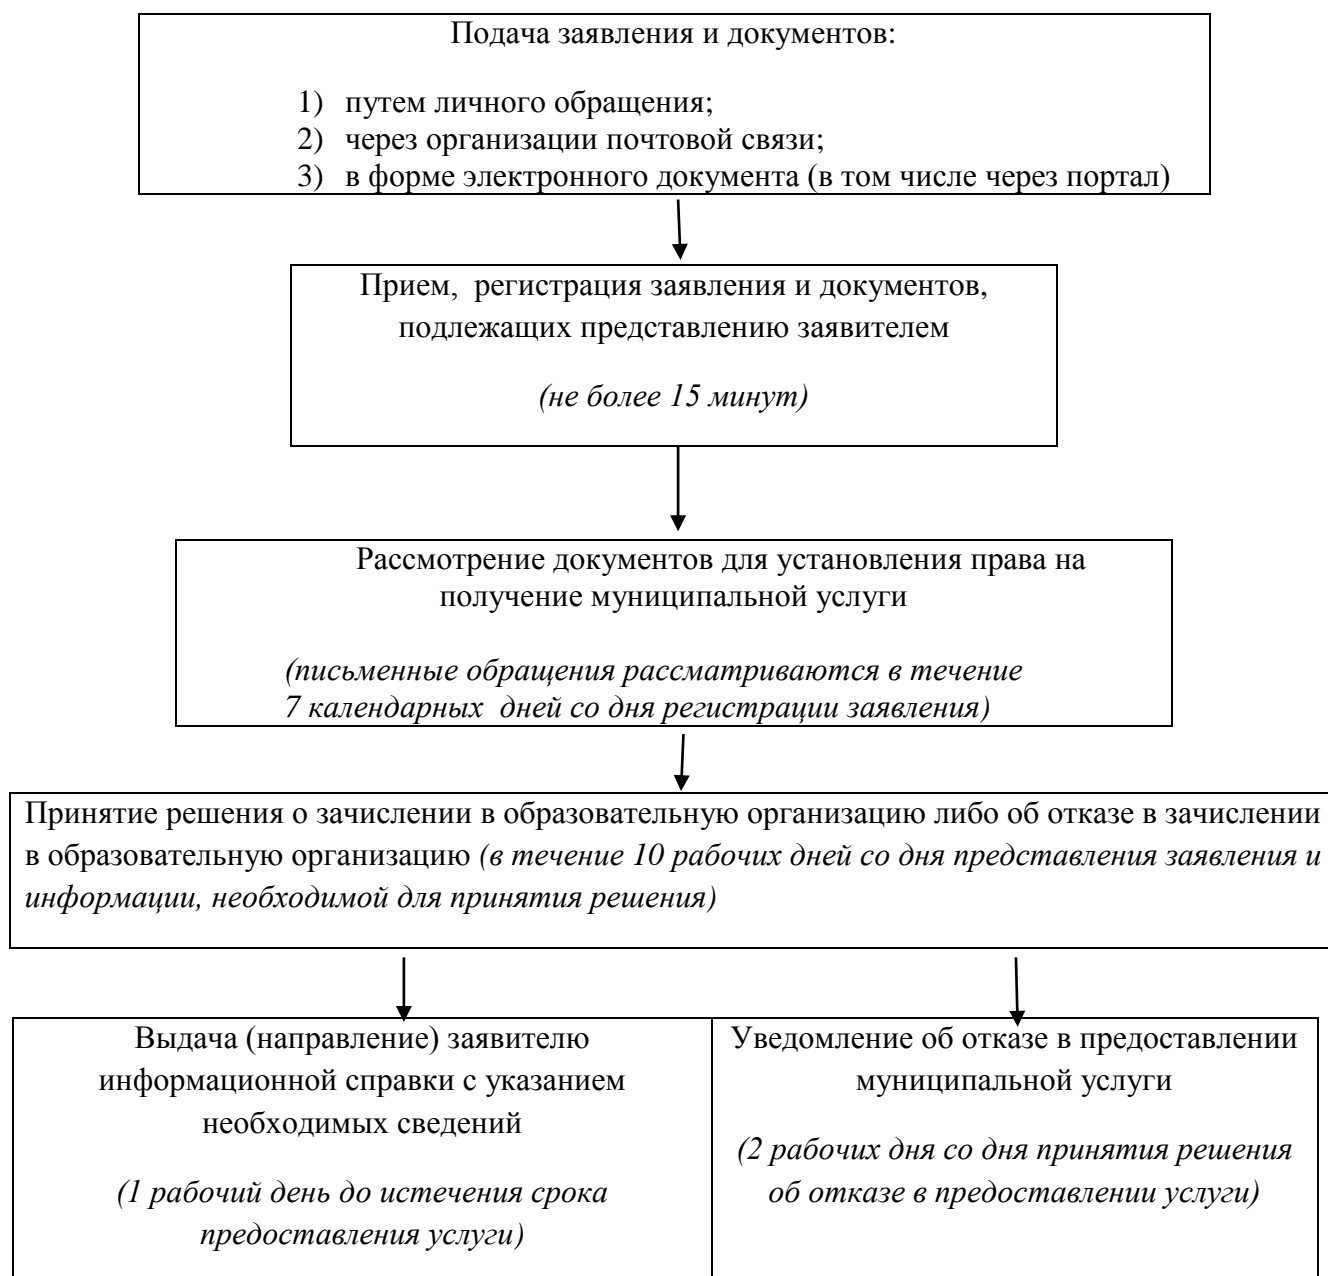 Подача заявления и документов:
1) путем личного обращения;
2) через организации почтовой связи;
3) в форме электронного документа (в том числе через портал)
Прием, регистрация заявления и документов,
подлежащих представлению заявителем
(не более 15 минут)
Рассмотрение документов для установления права на
получение муниципальной услуги
(письменные обращения рассматриваются в течение
7 календарных дней со дня регистрации заявления)
Принятие решения о зачислении в образовательную организацию либо об отказе в зачислении
в образовательную организацию (в течение 10 рабочих дней со дня представления заявления и
информации, необходимой для принятия решения)
Выдача (направление) заявителю
информационной справки с указанием
необходимых сведений
(1 рабочий день до истечения срока
предоставления услуги)
Уведомление об отказе в предоставлении
муниципальной услуги
(2 рабочих дня со дня принятия решения
об отказе в предоставлении услуги)